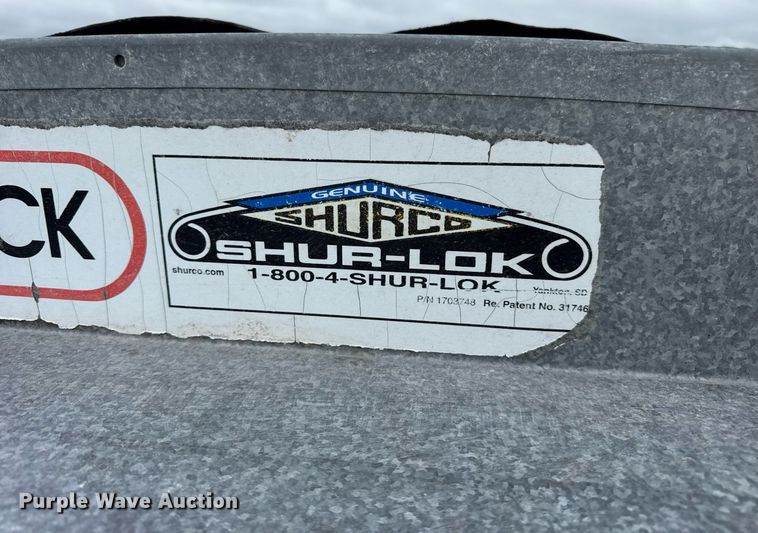 CK
GENUINE
SHURCO
SHUR-LOK
shurco.com
1-800-4-SHUR-LOK
Yankton, SD
P/N 1703748 Re. Patent No. 31746
Purple Wave Auction